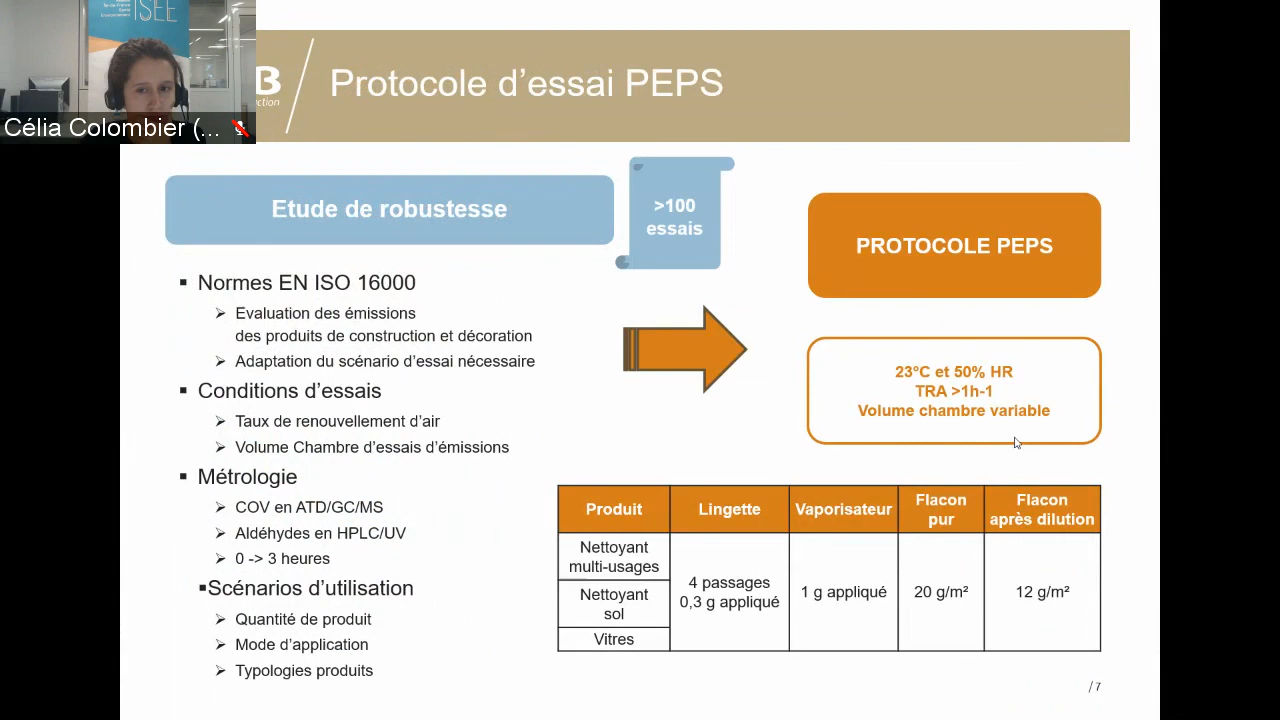 ISEE
Célia Colombier (...
B
ction
Protocole d'essai PEPS
Etude de robustesse
>100
essais
PROTOCOLE PEPS
▪ Normes EN ISO 16000
➢ Evaluation des émissions
des produits de construction et décoration
➢ Adaptation du scénario d'essai nécessaire
▪ Conditions d'essais
➢ Taux de renouvellement d'air
➢ Volume Chambre d'essais d'émissions
▪ Métrologie
➢ COV en ATD/GC/MS
➢ Aldéhydes en HPLC/UV
➢ 0 -> 3 heures
▪Scénarios d'utilisation
➢ Quantité de produit
➢ Mode d'application
➢ Typologies produits
23°C et 50% HR
TRA >1h-1
Volume chambre variable
Produit
Lingette
Vaporisateur
Flacon
pur
Flacon
après dilution
Nettoyant
multi-usages
Nettoyant
sol
Vitres
4 passages
0,3 g appliqué
1 g appliqué
20 g/m²
12 g/m²
/ 7